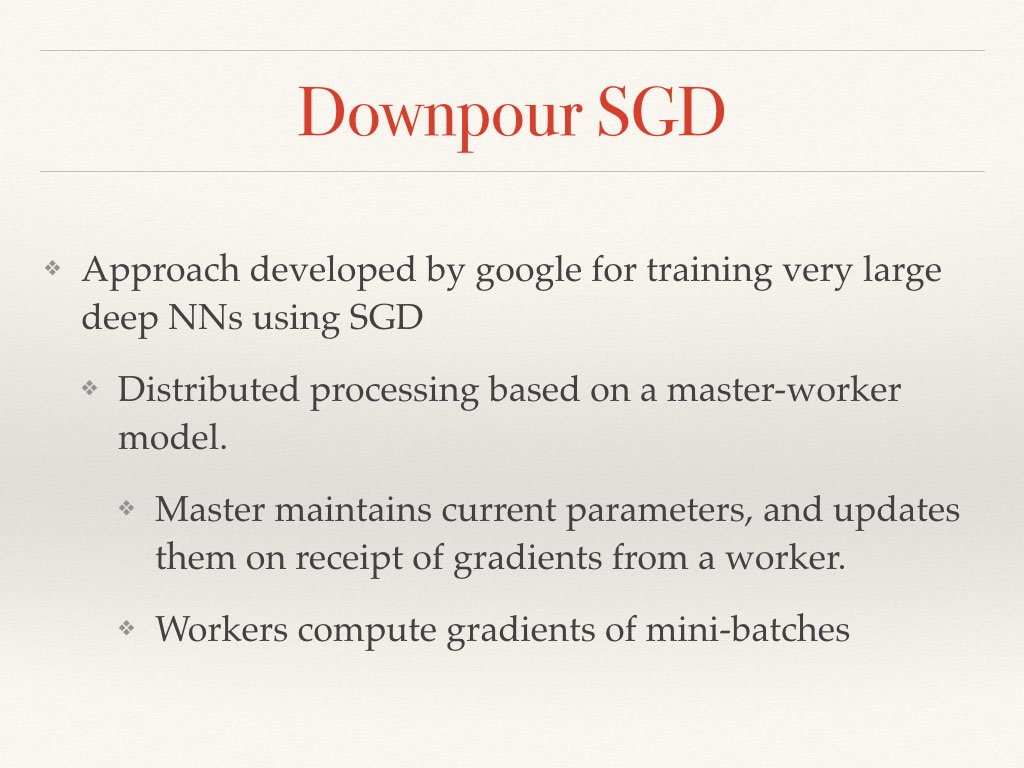 Downpour SGD
❖ Approach developed by google for training very large
deep NNs using SGD
❖ Distributed processing based on a master-worker
model.
❖ Master maintains current parameters, and updates
them on receipt of gradients from a worker.
❖ Workers compute gradients of mini-batches